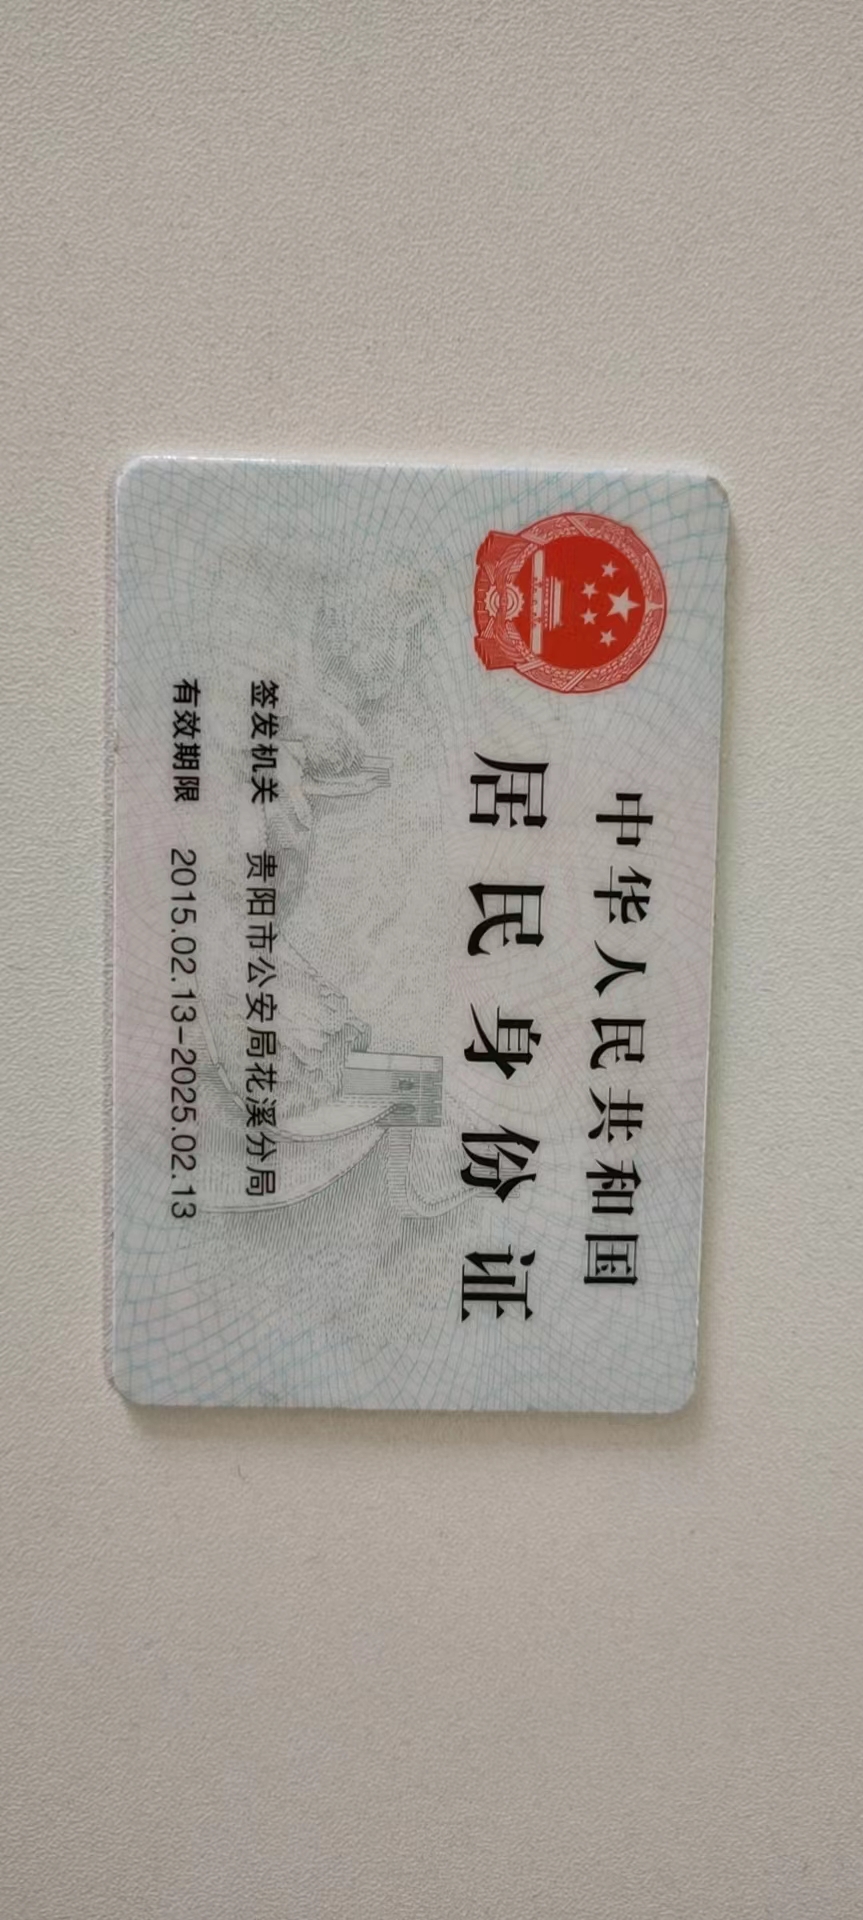 中华人民共和国
居民身份证
签发机关 贵阳市公安局花溪分局
有效期限 2015.02.13-2025.02.13